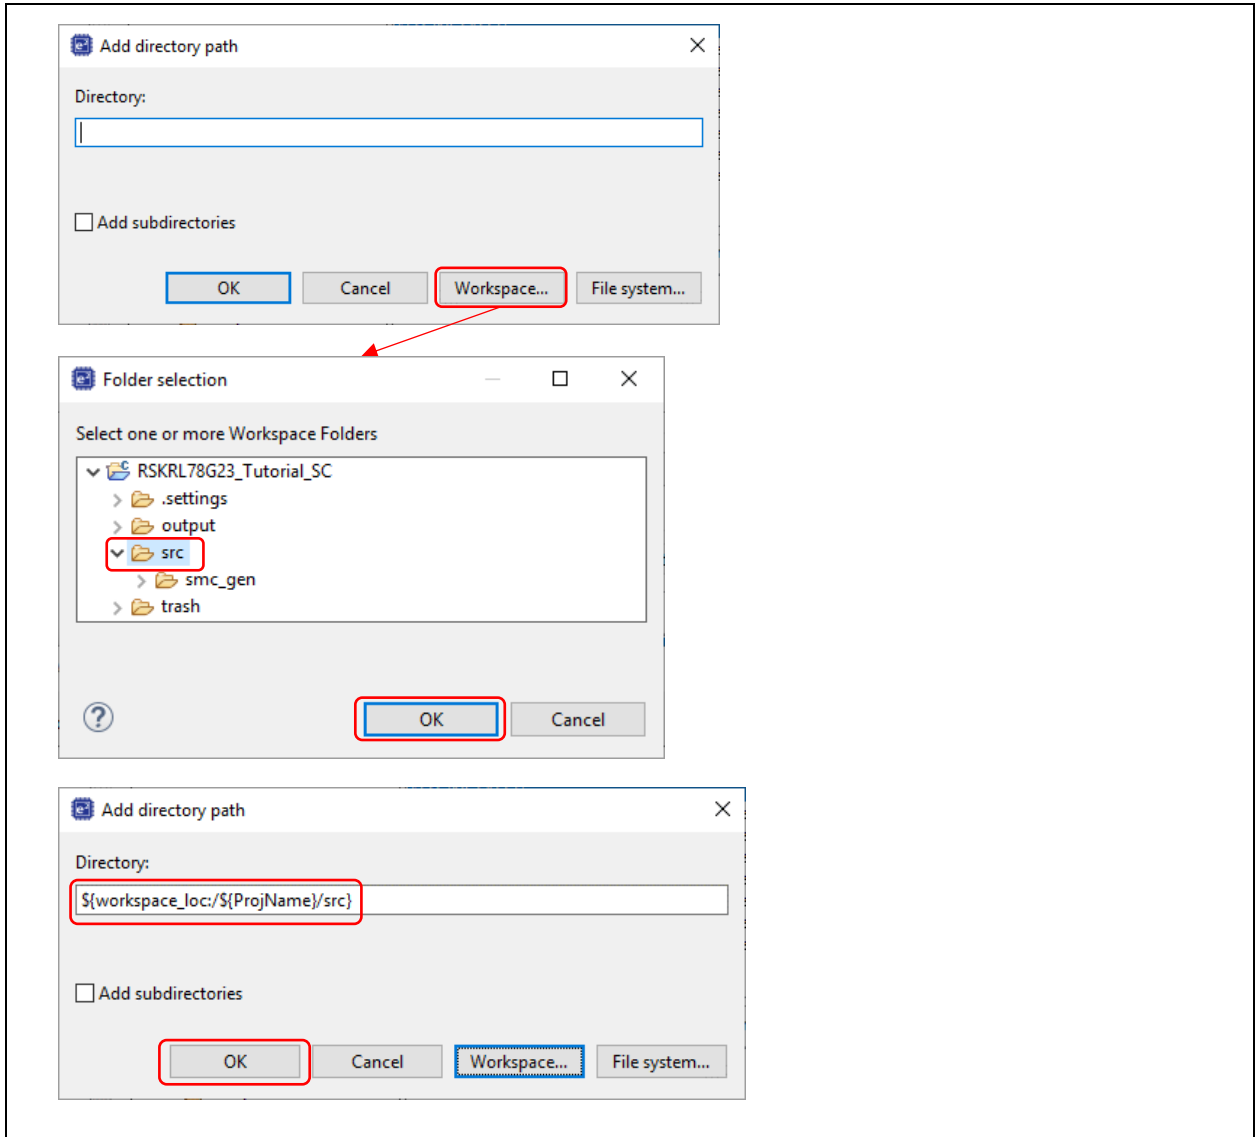 Add directory path
Directory:
Add subdirectories
OK Cancel Workspace... File system...
Folder selection
Select one or more Workspace Folders
RSKRL78G23_Tutorial_SC
.settings
output
src
smc_gen
trash
? OK Cancel
Add directory path
Directory:
${workspace_loc:/${ProjName}/src}
Add subdirectories
OK Cancel Workspace... File system...